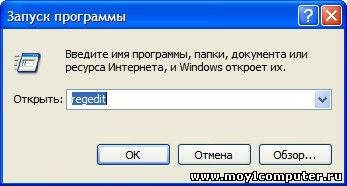 Запуск программы
Введите имя программы, папки, документа или
ресурса Интернета, и Windows откроет их.
Открыть: regedit
ОК Отмена Обзор...
www.moy1computer.ru